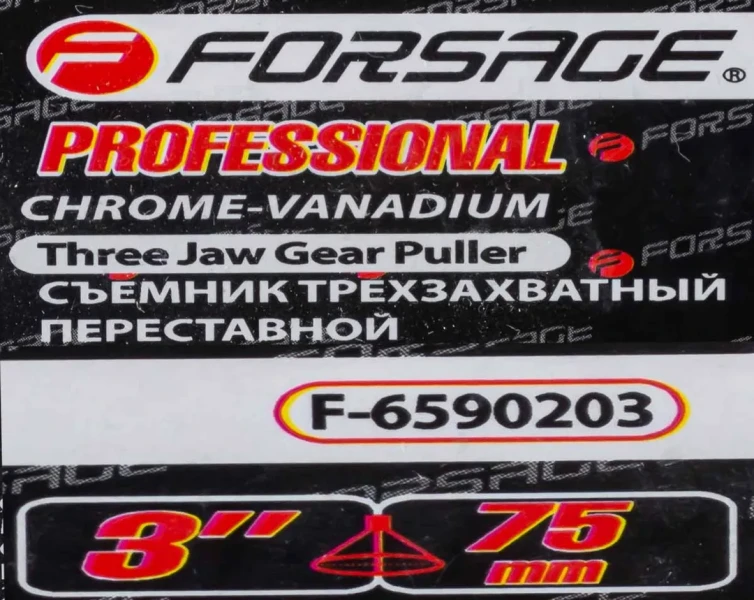 FORSAGE®
PROFESSIONAL
CHROME-VANADIUM
Three Jaw Gear Puller
СЪЕМНИК ТРЕХЗАХВАТНЫЙ
ПЕРЕСТАВНОЙ
F-6590203
3" 75
mm